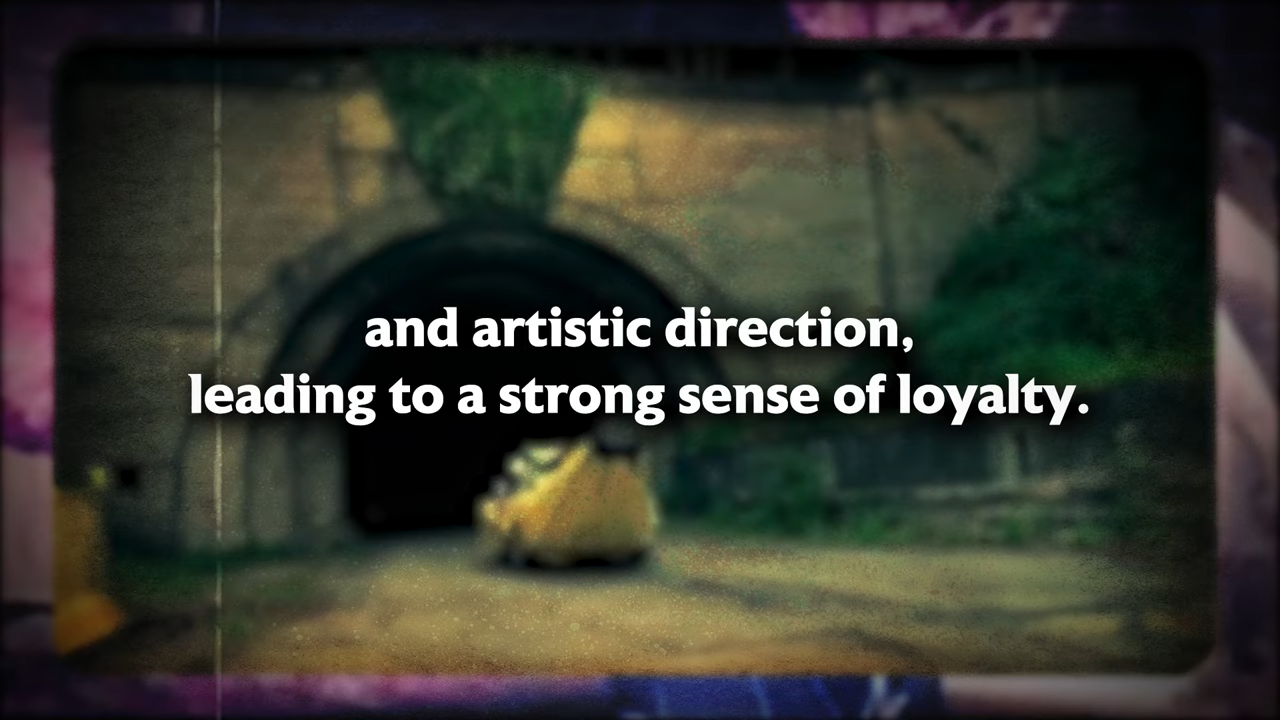 and artistic direction,
leading to a strong sense of loyalty.